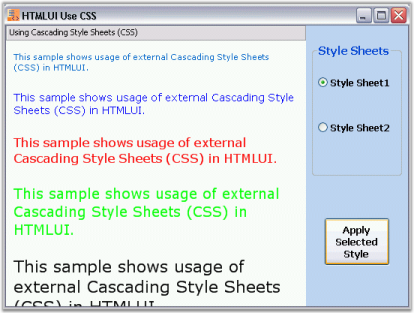 HTMLUI Use CSS
Using Cascading Style Sheets (CSS)
This sample shows usage of external Cascading Style Sheets
(CSS) in HTMLUI.
This sample shows usage of external Cascading Style
Sheets (CSS) in HTMLUI.
This sample shows usage of external
Cascading Style Sheets (CSS) in HTMLUI.
This sample shows usage of external
Cascading Style Sheets (CSS) in
HTMLUI.
This sample shows usage of
external Cascading Style Sheets
(CSS) in HTMLUI.
Style Sheets
Style Sheet1
Style Sheet2
Apply
Selected
Style